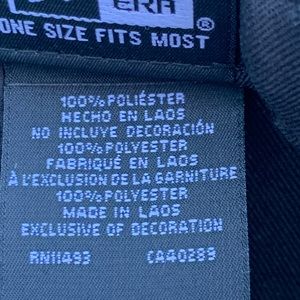 ERA®
ONE SIZE FITS MOST
100% POLIÉSTER
HECHO EN LAOS
NO INCLUYE DECORACIÓN
100% POLYESTER
FABRIQUÉ EN LAOS
À L'EXCLUSION DE LA GARNITURE
100% POLYESTER
MADE IN LAOS
EXCLUSIVE OF DECORATION
RN11493 CA40289